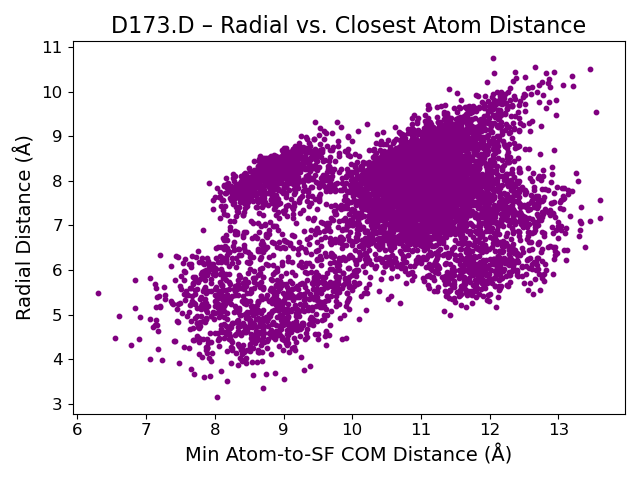 D173.D – Radial vs. Closest Atom Distance
11
10
9
8
7
6
5
4
3
Radial Distance (Å)
6 7 8 9 10 11 12 13
Min Atom-to-SF COM Distance (Å)